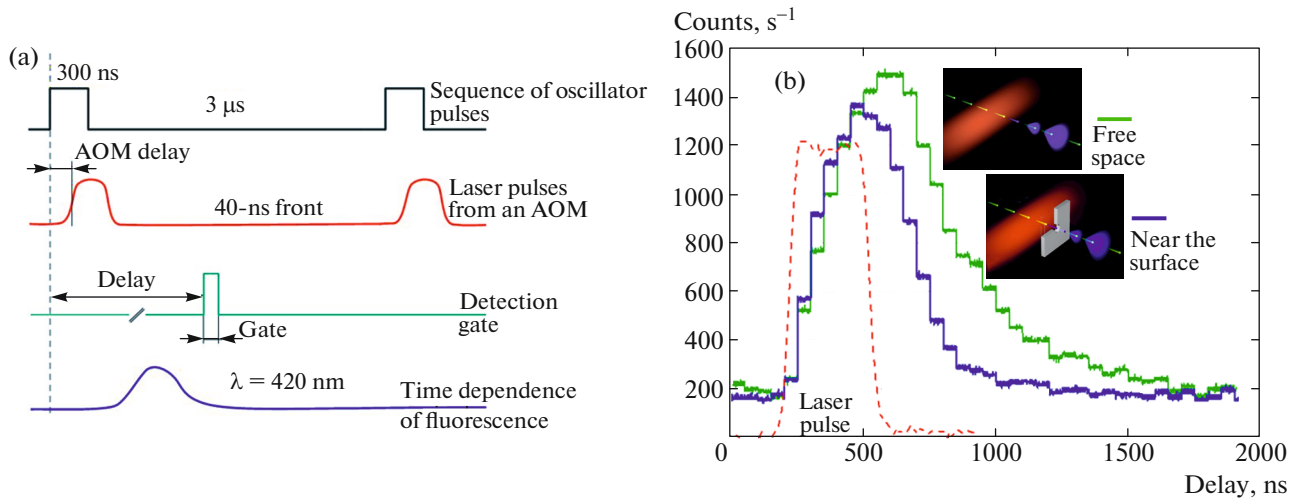 (a)
300 ns
3 μs
Sequence of oscillator
pulses
AOM delay
40-ns front
Laser pulses
from an AOM
Delay
Gate
Detection
gate
λ = 420 nm
Time dependence
of fluorescence
Counts, s⁻¹
1600
1400
1200
1000
800
600
400
200
0
500
1000
1500
2000
Delay, ns
(b)
Free
space
Near the
surface
Laser
pulse